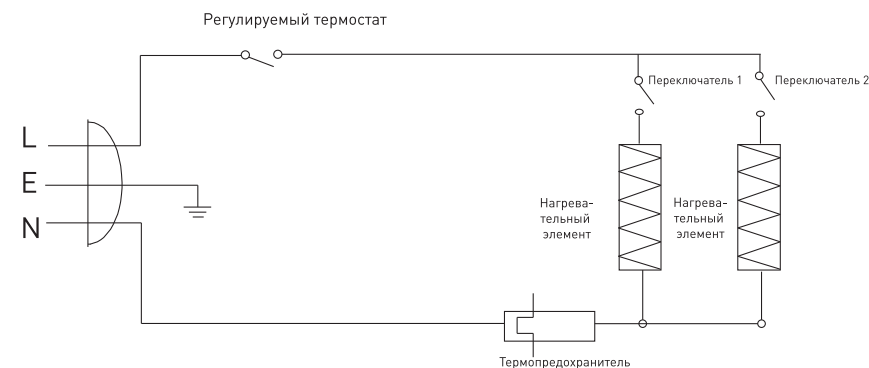 Регулируемый термостат
Переключатель 1
Переключатель 2
L
E
N
Нагрева-
тельный
элемент
Нагрева-
тельный
элемент
Термопредохранитель